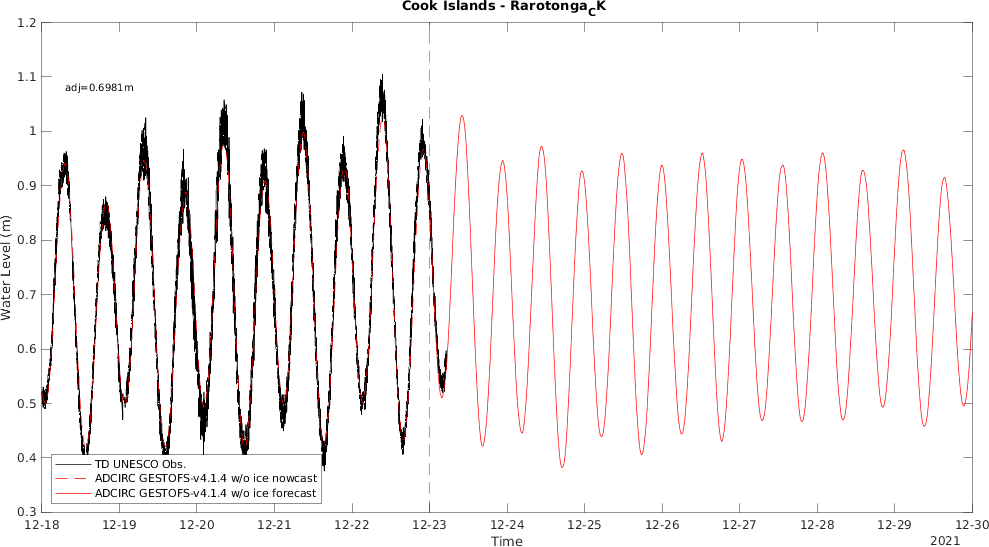 Cook Islands - Rarotonga_CK
1.2
1.1
1
0.9
0.8
0.7
0.6
0.5
0.4
0.3
Water Level (m)
adj=0.6981m
TD UNESCO Obs.
ADCIRC GESTOFS-v4.1.4 w/o ice nowcast
ADCIRC GESTOFS-v4.1.4 w/o ice forecast
12-18 12-19 12-20 12-21 12-22 12-23 12-24 12-25 12-26 12-27 12-28 12-29 12-30
Time
2021